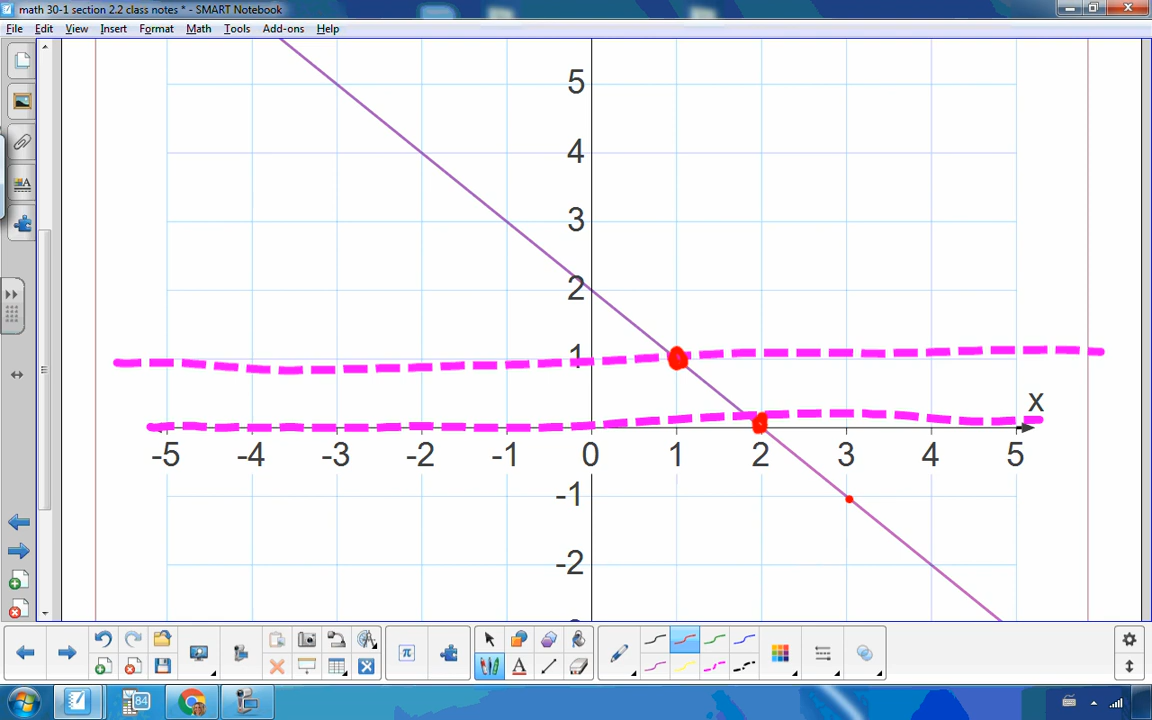 math 30-1 section 2.2 class notes * - SMART Notebook
File Edit View Insert Format Math Tools Add-ons Help
5
4
3
2
1
x
-5 -4 -3 -2 -1 0 1 2 3 4 5
-1
-2
π A
84